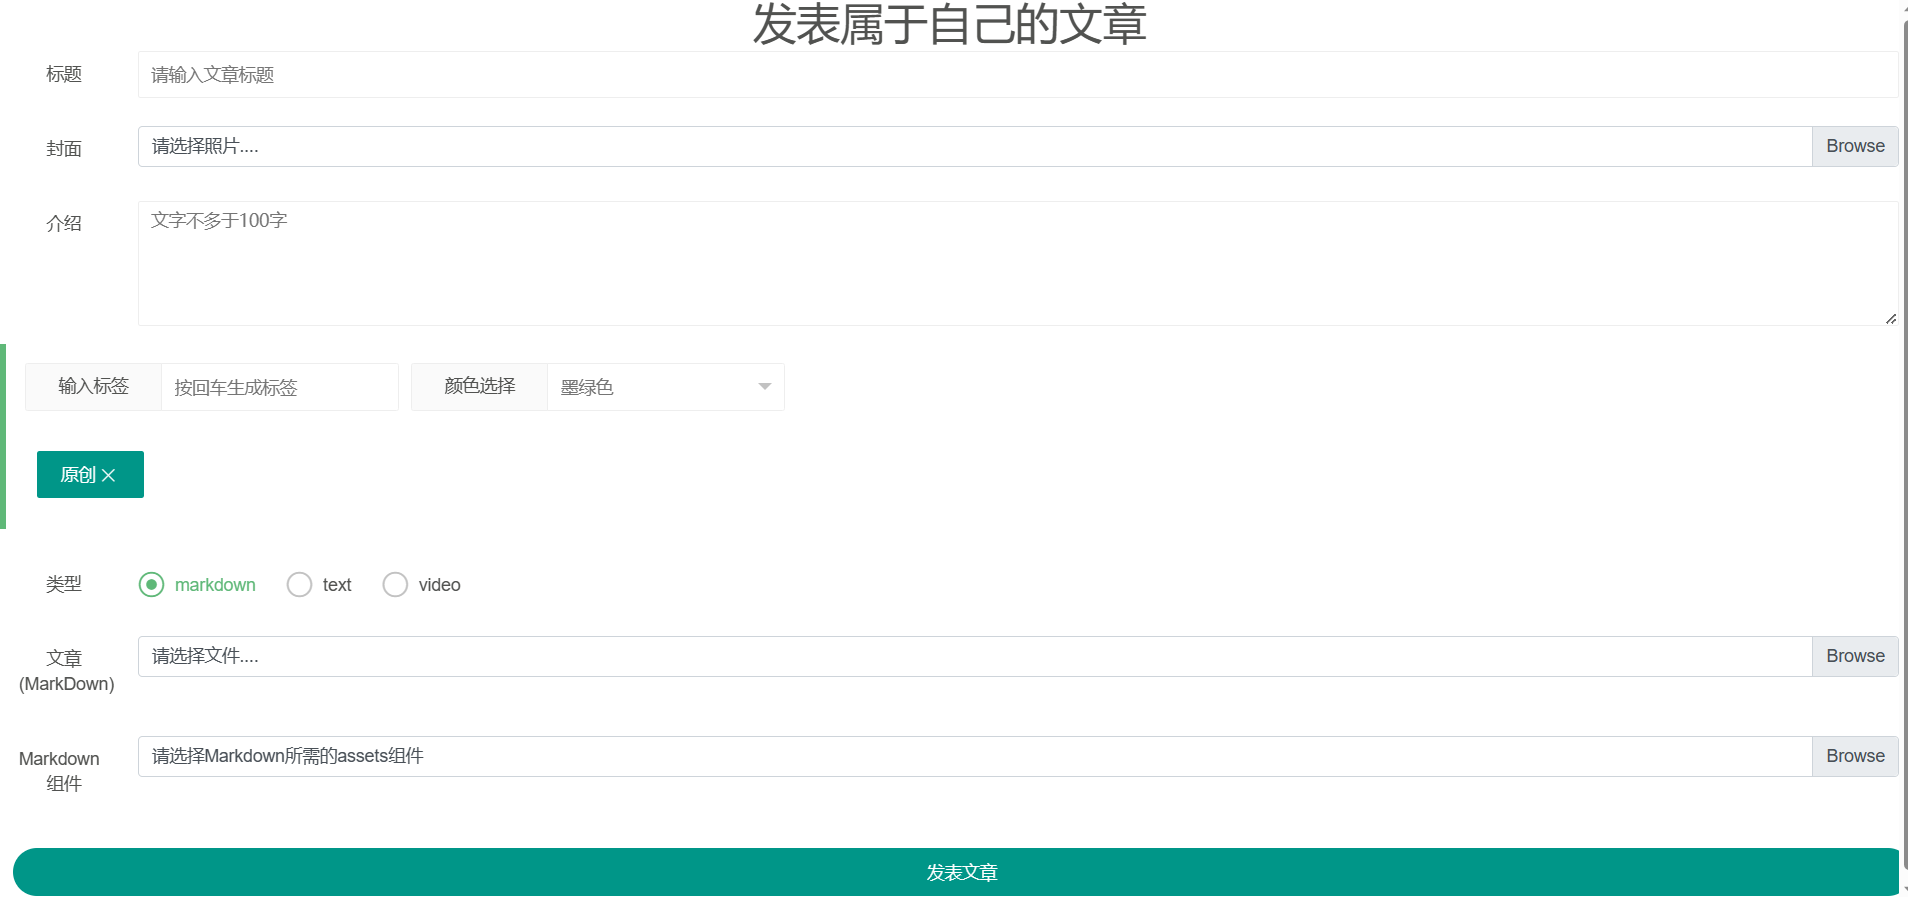 发表属于自己的文章
标题
请输入文章标题
封面
请选择照片....
Browse
介绍
文字不多于100字
输入标签
按回车生成标签
颜色选择
墨绿色
原创
类型
markdown
text
video
文章
(MarkDown)
请选择文件....
Browse
Markdown
组件
请选择Markdown所需的assets组件
Browse
发表文章